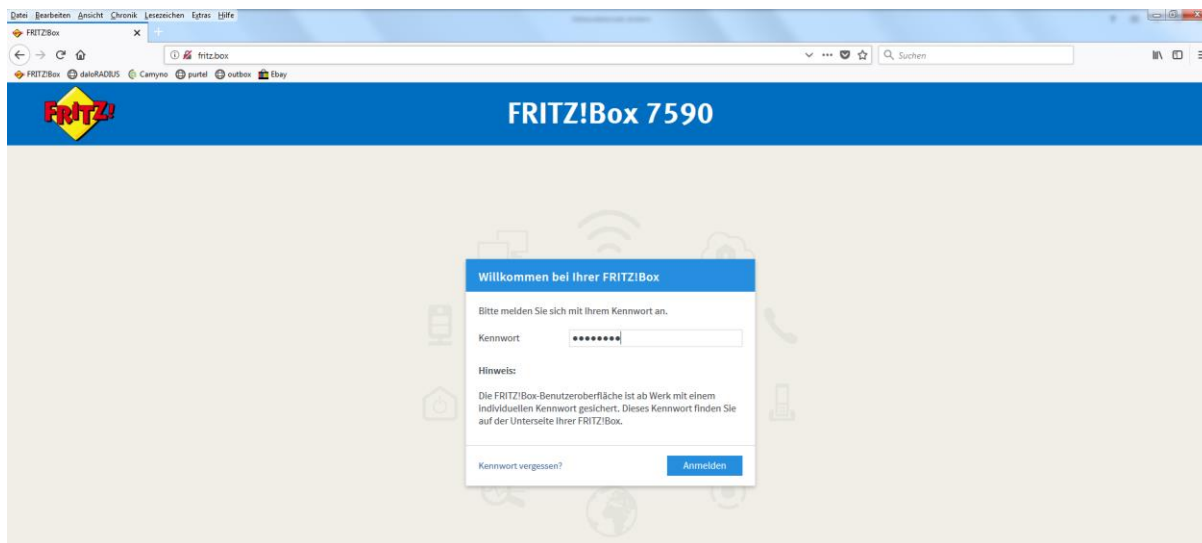 Datei Bearbeiten Ansicht Chronik Lesezeichen Extras Hilfe
FRITZ!Box
fritz.box
Suchen
FRITZ!Box daloRADIUS Camyno purtel outbox Ebay
FRITZ!
FRITZ!Box 7590
Willkommen bei Ihrer FRITZ!Box
Bitte melden Sie sich mit Ihrem Kennwort an.
Kennwort ••••••••
Hinweis:
Die FRITZ!Box-Benutzeroberfläche ist ab Werk mit einem
individuellen Kennwort gesichert. Dieses Kennwort finden Sie
auf der Unterseite Ihrer FRITZ!Box.
Kennwort vergessen? Anmelden